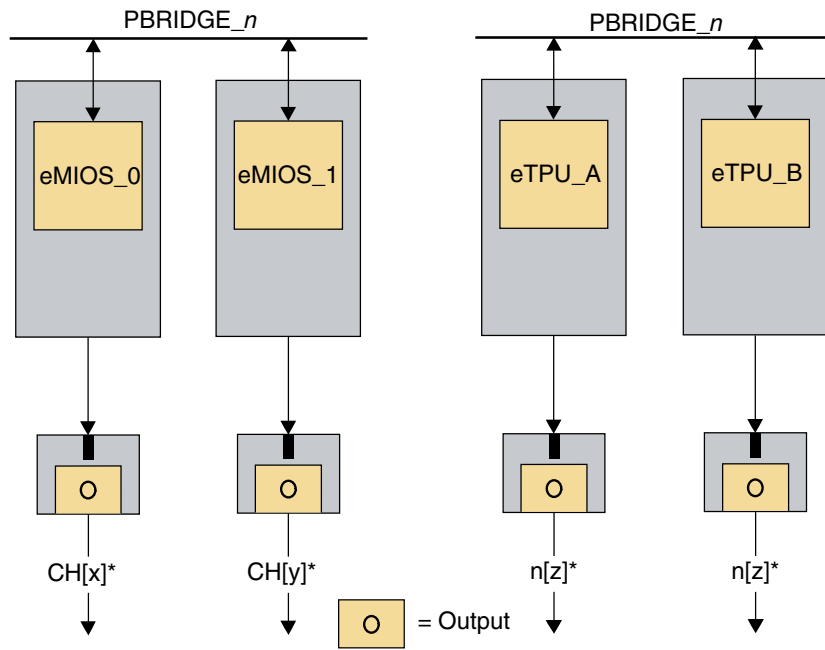 PBRIDGE_n
PBRIDGE_n
eMIOS_0
eMIOS_1
eTPU_A
eTPU_B
O
O
O
O
CH[x]*
CH[y]*
n[z]*
n[z]*
O = Output